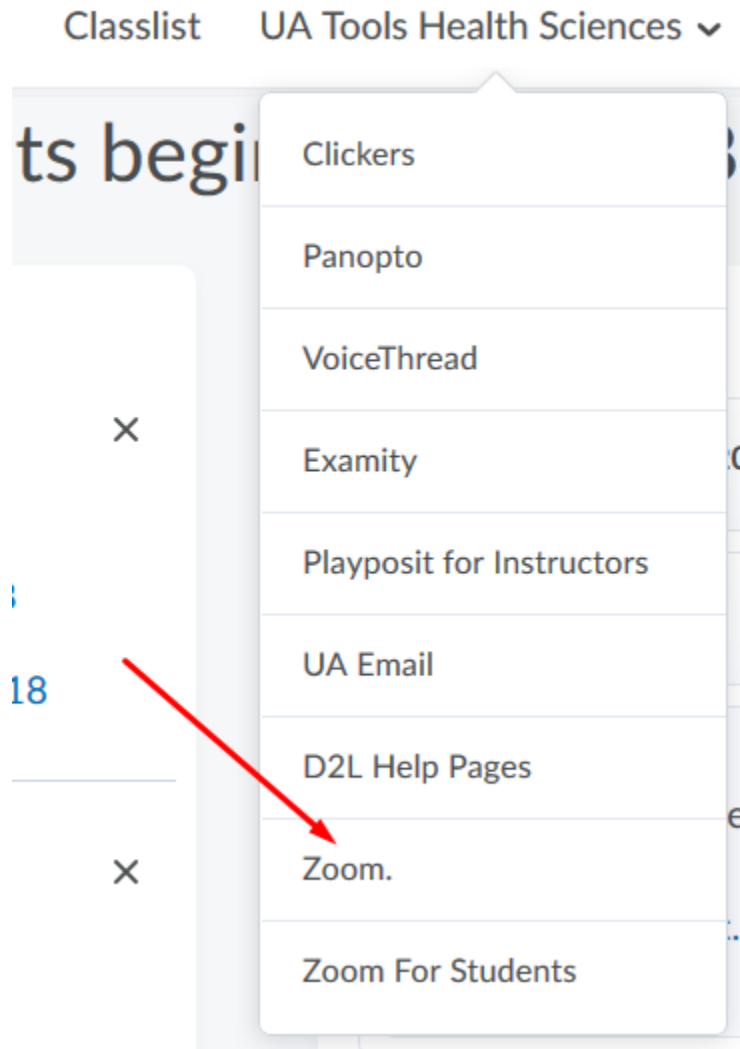 Classlist UA Tools Health Sciences
ts begi
Clickers
Panopto
VoiceThread
Examity
Playposit for Instructors
UA Email
18
D2L Help Pages
Zoom.
Zoom For Students